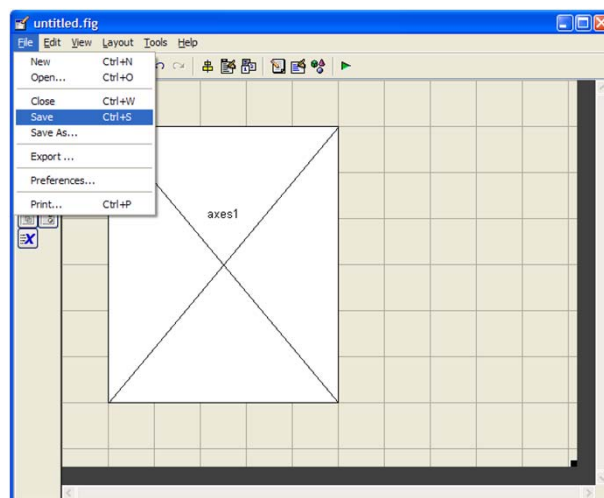 untitled.fig
File Edit View Layout Tools Help
New Ctrl+N
Open... Ctrl+O
Close Ctrl+W
Save Ctrl+S
Save As...
Export ...
Preferences...
Print... Ctrl+P
axes1